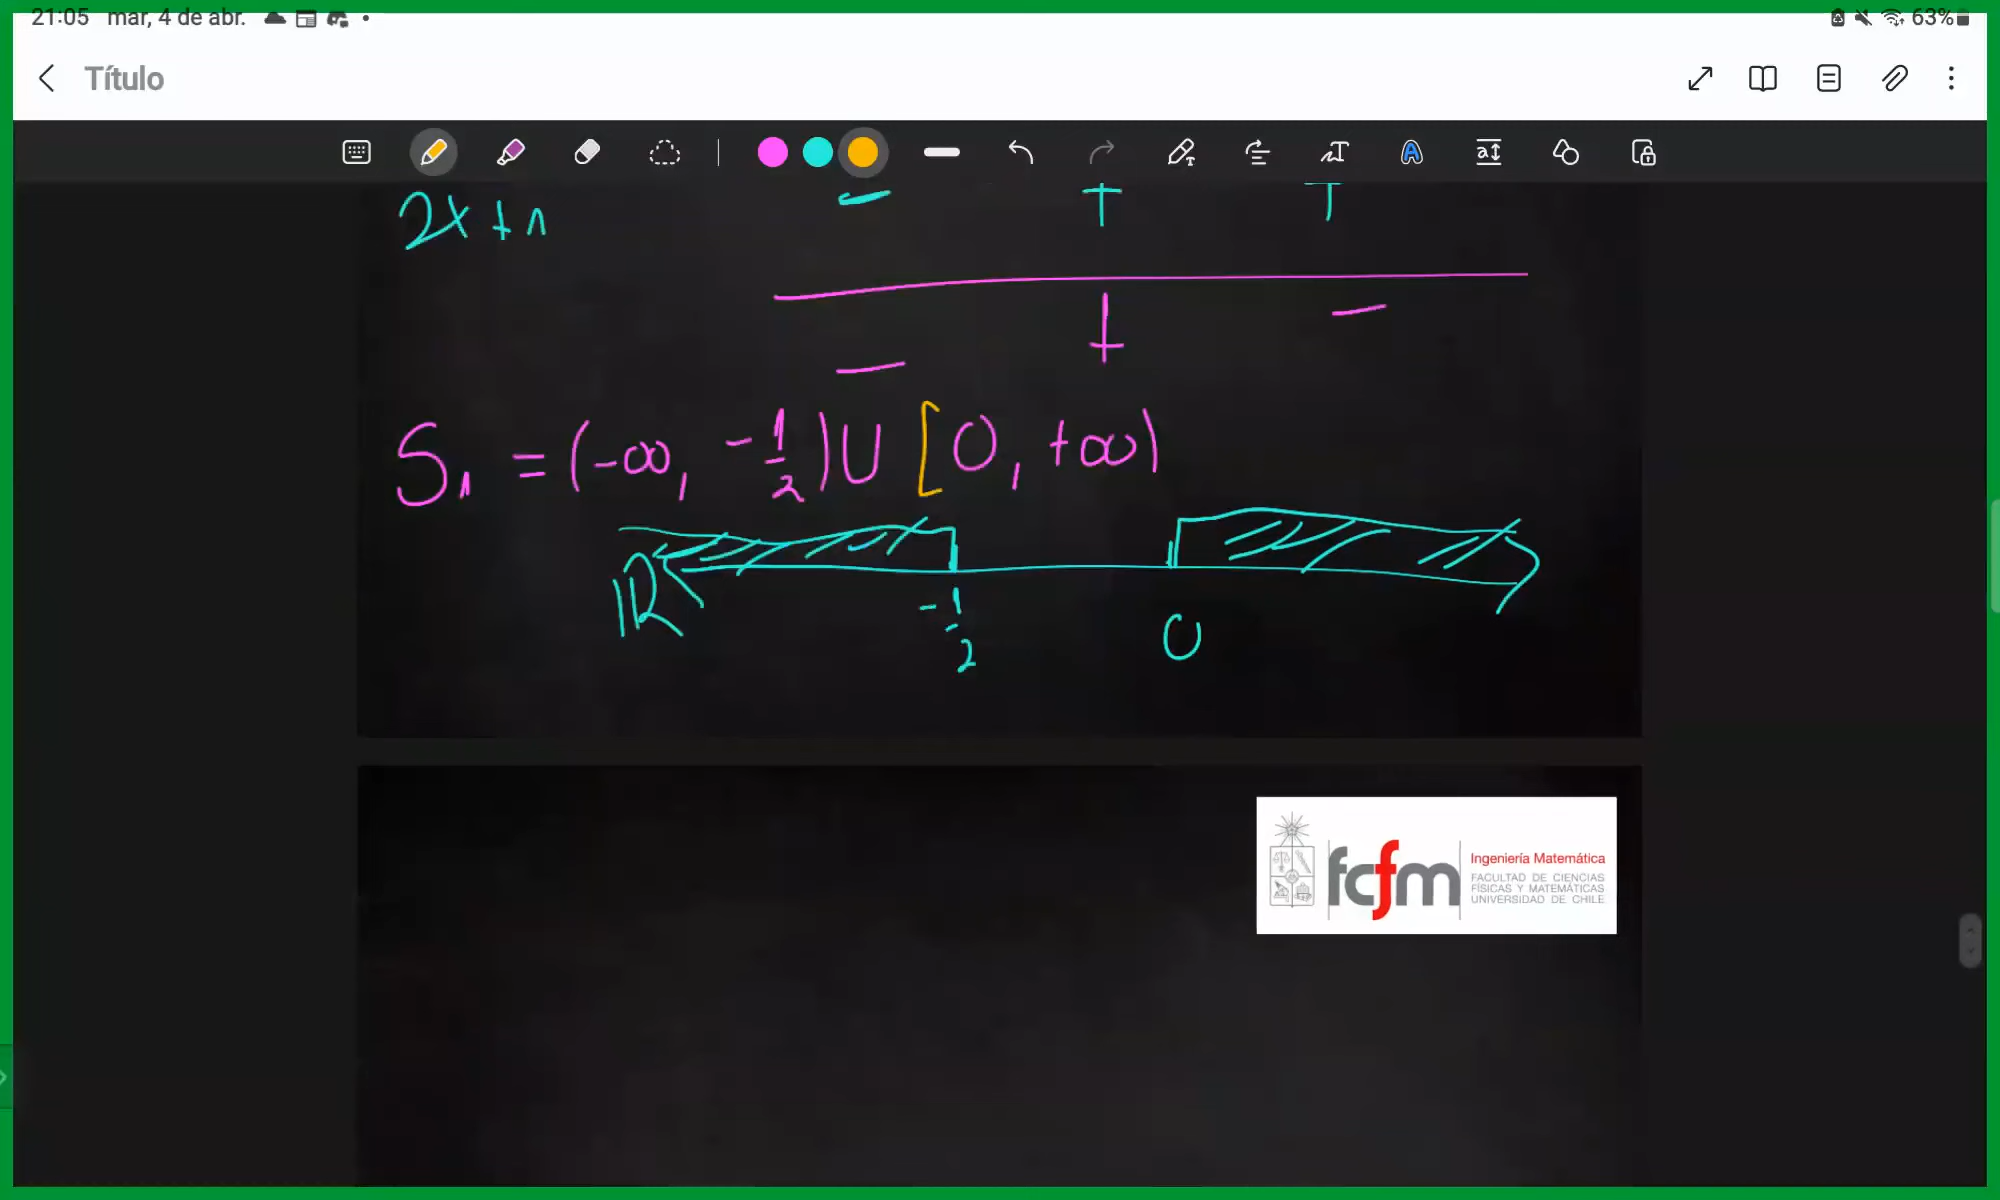 21:05 mar, 4 de abr. 63%
Título
2x + 1
S₁ = (-∞, -1/2) ∪ [0, +∞)
ℝ
-1/2 0
fcfm Ingeniería Matemática
FACULTAD DE CIENCIAS
FÍSICAS Y MATEMÁTICAS
UNIVERSIDAD DE CHILE